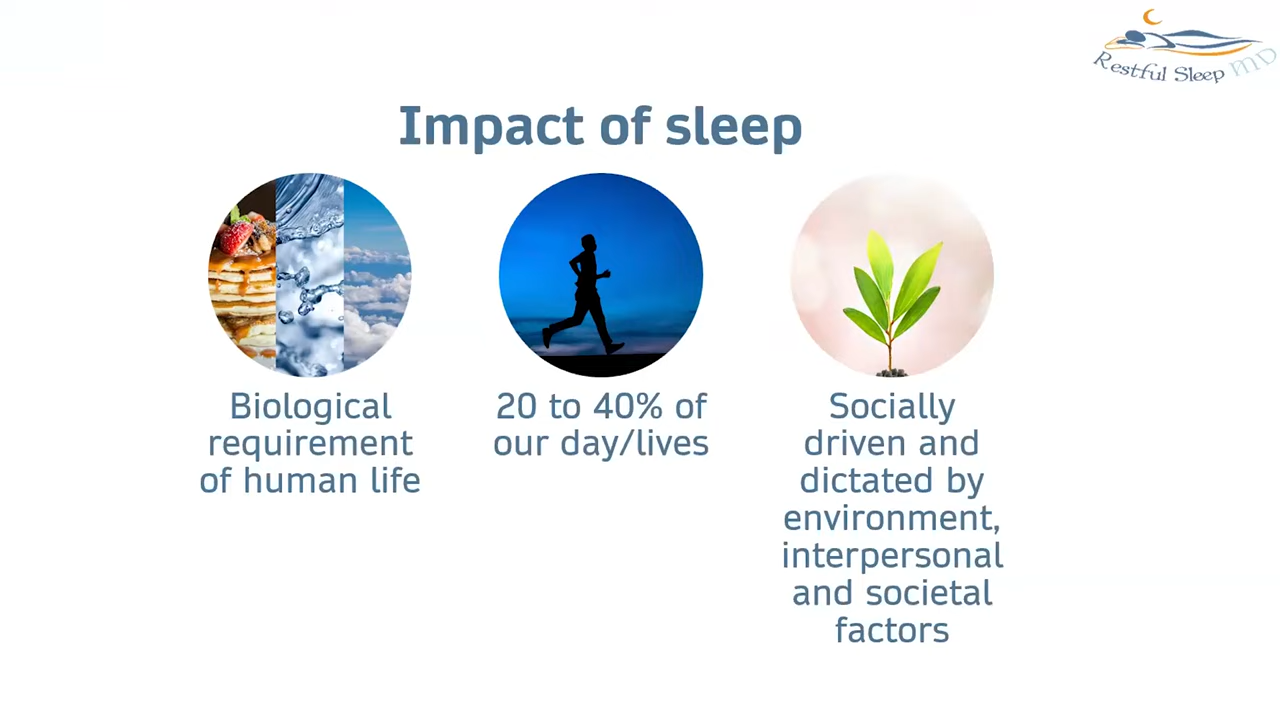 Restful Sleep MD
Impact of sleep
Biological
requirement
of human life
20 to 40% of
our day/lives
Socially
driven and
dictated by
environment,
interpersonal
and societal
factors